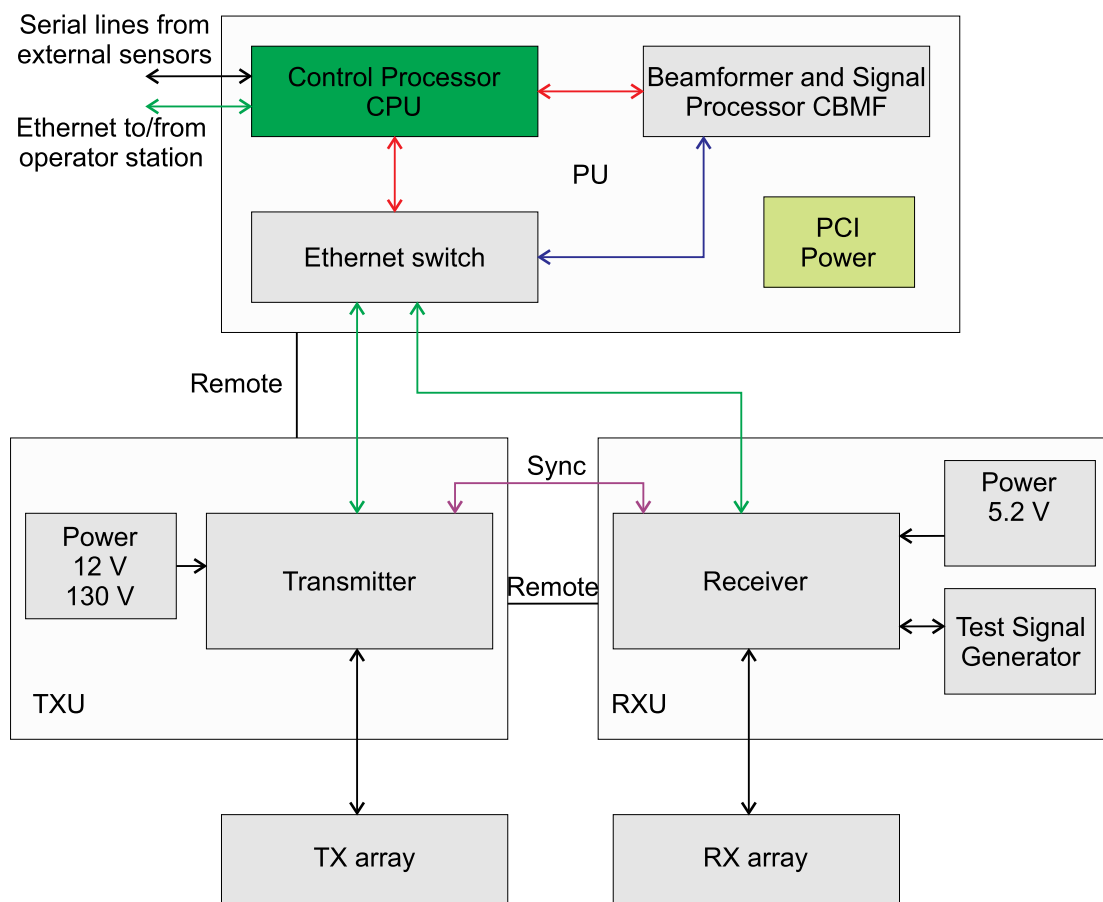 Serial lines from
external sensors
Ethernet to/from
operator station
Control Processor
CPU
Beamformer and Signal
Processor CBMF
PU
PCI
Power
Ethernet switch
Remote
Sync
Power
12 V
130 V
Transmitter
Remote
Receiver
Power
5.2 V
Test Signal
Generator
TXU
RXU
TX array
RX array